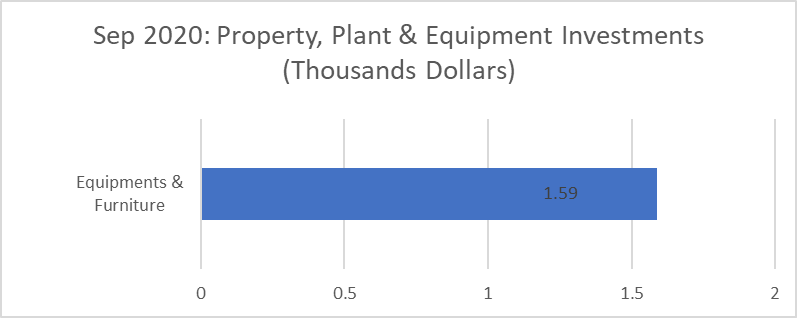 Sep 2020: Property, Plant & Equipment Investments
(Thousands Dollars)
Equipments &
Furniture
1.59
0 0.5 1 1.5 2